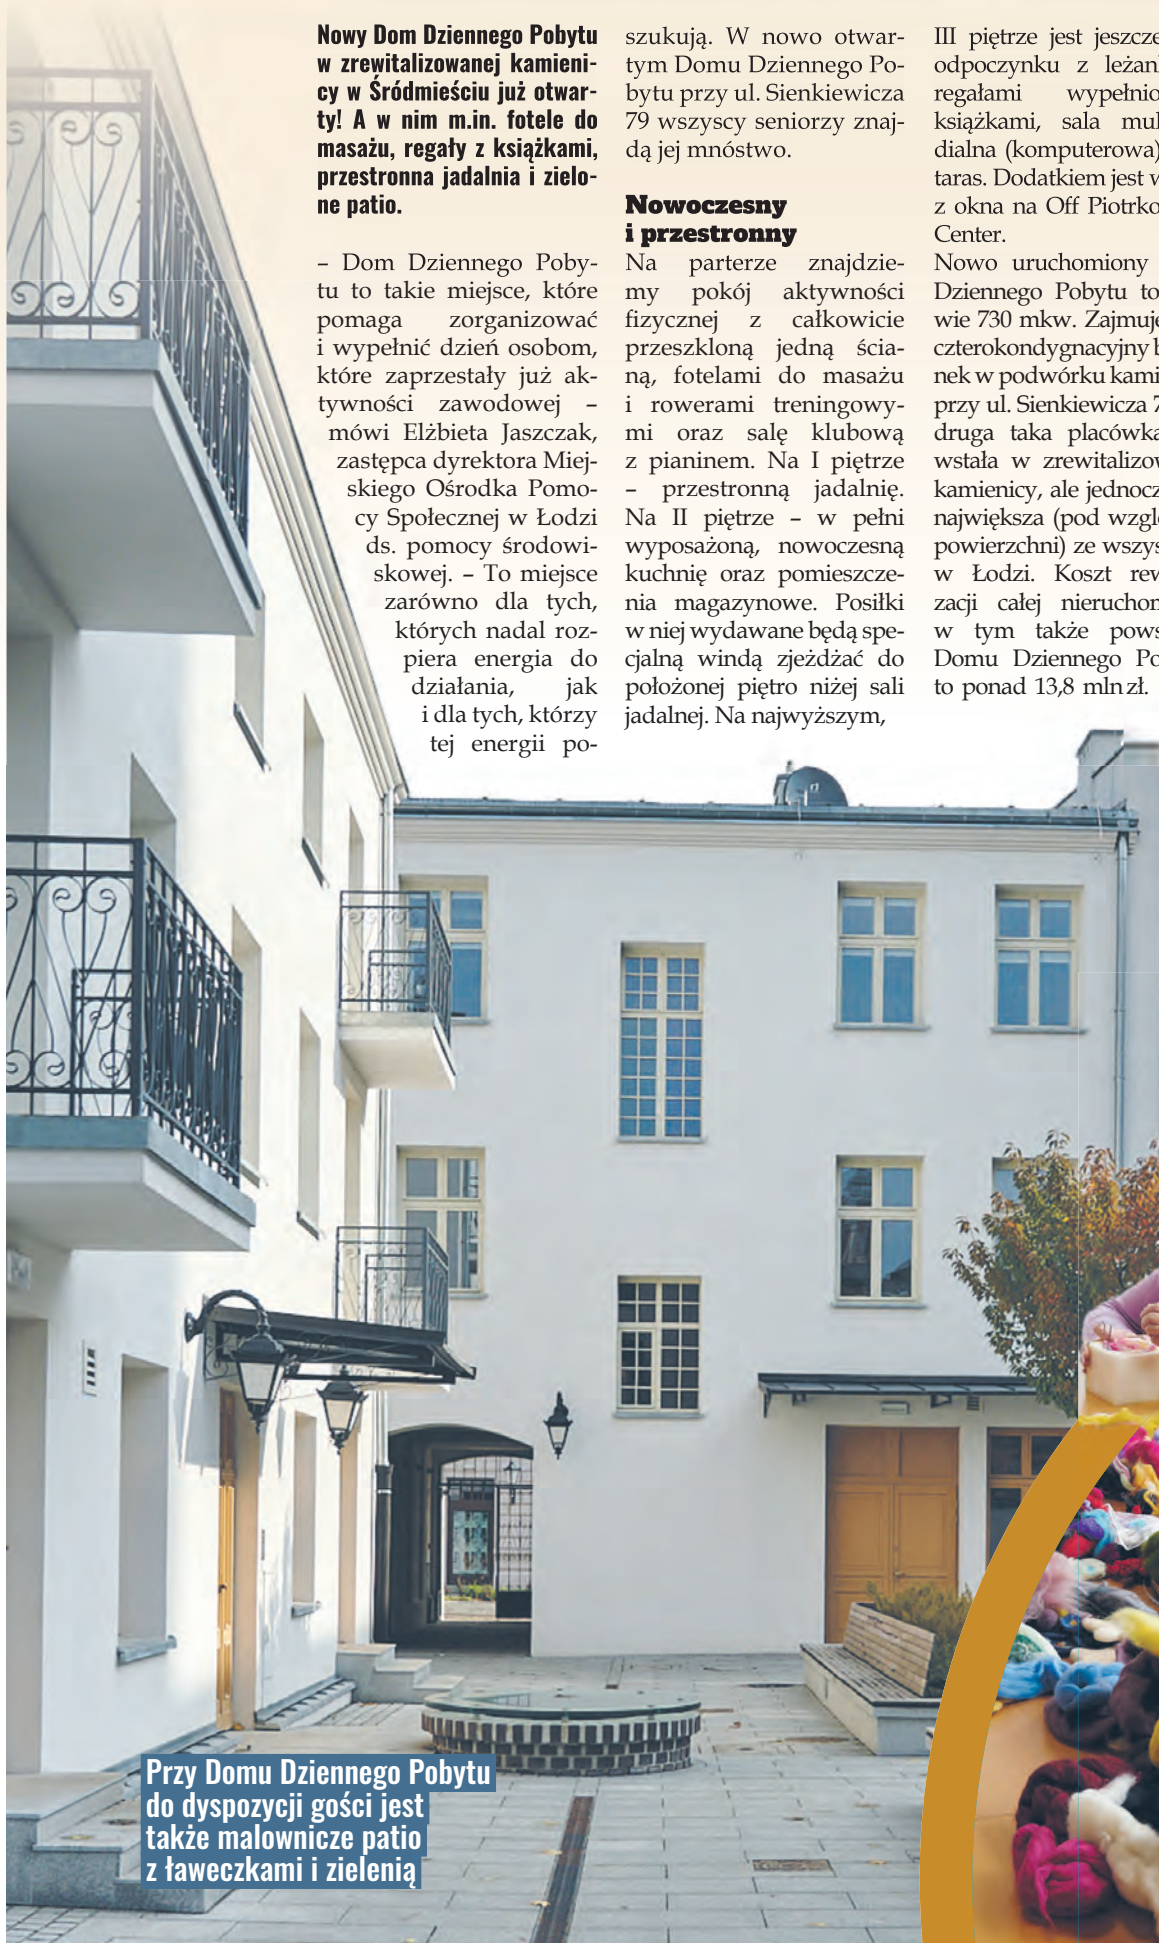 Nowy Dom Dziennego Pobytu
w zrewitalizowanej kamieni-
cy w Śródmieściu już otwar-
ty! A w nim m.in. fotele do
masażu, regały z książkami,
przestronna jadalnia i zielo-
ne patio.
– Dom Dziennego Poby-
tu to takie miejsce, które
pomaga zorganizować
i wypełnić dzień osobom,
które zaprzestały już ak-
tywności zawodowej –
mówi Elżbieta Jaszczak,
zastępca dyrektora Miej-
skiego Ośrodka Pomo-
cy Społecznej w Łodzi
ds. pomocy środowi-
skowej. – To miejsce
zarówno dla tych,
których nadal roz-
piera energia do
działania, jak
i dla tych, którzy
tej energii po-
szukują. W nowo otwar-
tym Domu Dziennego Po-
bytu przy ul. Sienkiewicza
79 wszyscy seniorzy znaj-
dą jej mnóstwo.
Nowoczesny
i przestronny
Na parterze znajdzie-
my pokój aktywności
fizycznej z całkowicie
przeszkloną jedną ścia-
ną, fotelami do masażu
i rowerami treningowy-
mi oraz salę klubową
z pianinem. Na I piętrze
– przestronną jadalnię.
Na II piętrze – w pełni
wyposażoną, nowoczesną
kuchnię oraz pomieszcze-
nia magazynowe. Posiłki
w niej wydawane będą spe-
cjalną windą zjeżdżać do
położonej piętro niżej sali
jadalnej. Na najwyższym,
III piętrze jest jeszcze
odpoczynku z leżan
regałami wypełnio
książkami, sala mul
dialna (komputerowa)
taras. Dodatkiem jest w
z okna na Off Piotrko
Center.
Nowo uruchomiony
Dziennego Pobytu to
wie 730 mkw. Zajmuje
czterokondygnacyjny b
nek w podwórku kami
przy ul. Sienkiewicza 7
druga taka placówka
wstała w zrewitalizow
kamienicy, ale jednocz
największa (pod wzglę
powierzchni) ze wszys
w Łodzi. Koszt rew
zacji całej nieruchom
w tym także pows
Domu Dziennego Po
to ponad 13,8 mln zł.
Przy Domu Dziennego Pobytu
do dyspozycji gości jest
także malownicze patio
z ławeczkami i zielenią